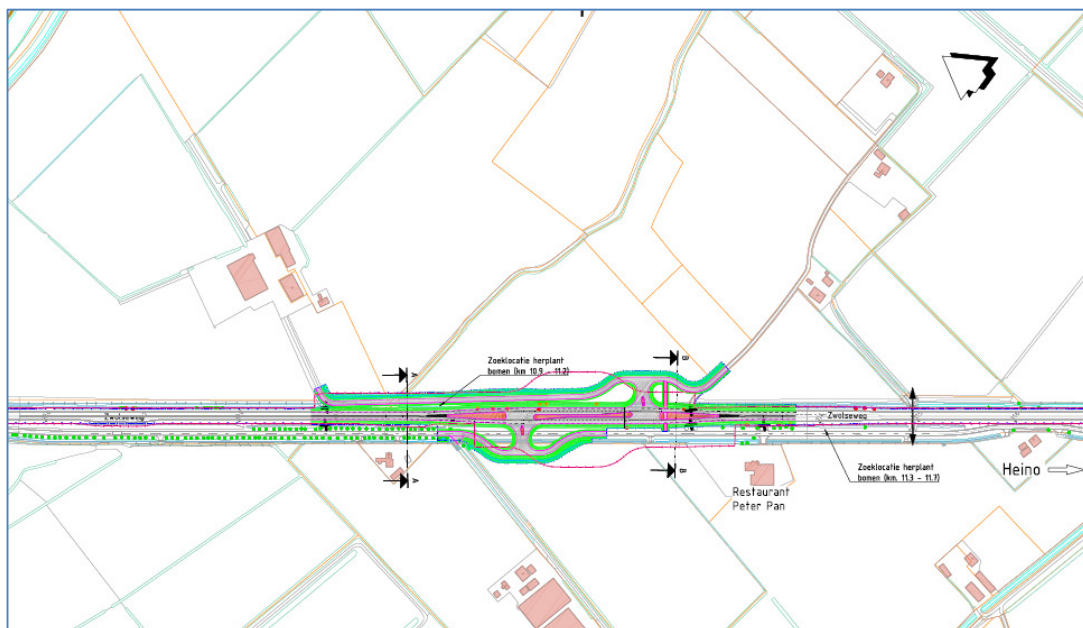 B
A
Zoeklocatie herplant
bomen (km 10.9 - 11.2)
Zwolseweg
Zwolseweg
Zoeklocatie herplant
bomen (km. 11.3 - 11.7)
Heino
A
B
Restaurant
Peter Pan